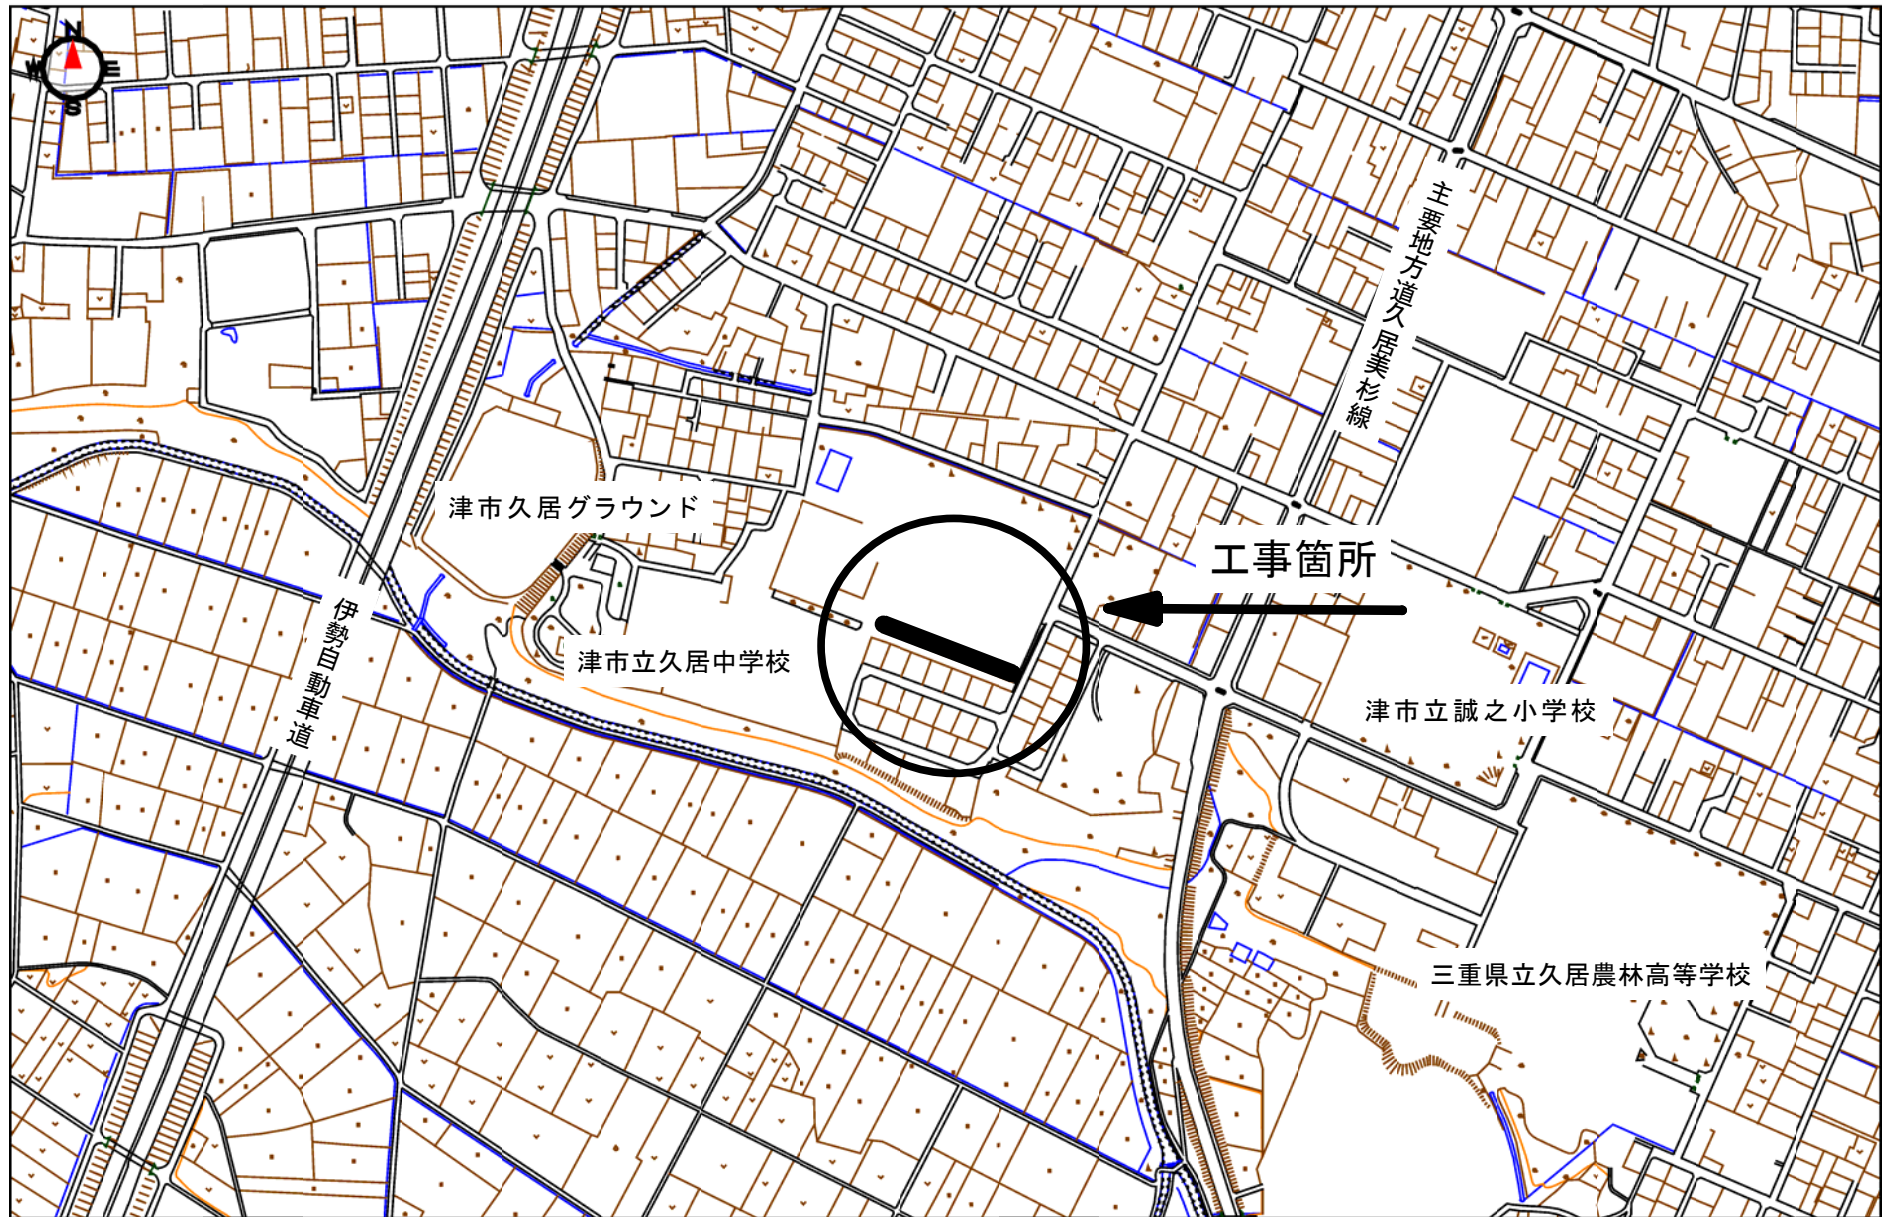 N
W E
S
主要地方道久居美杉線
津市久居グラウンド
工事箇所
伊勢自動車道
津市立久居中学校
津市立誠之小学校
三重県立久居農林高等学校